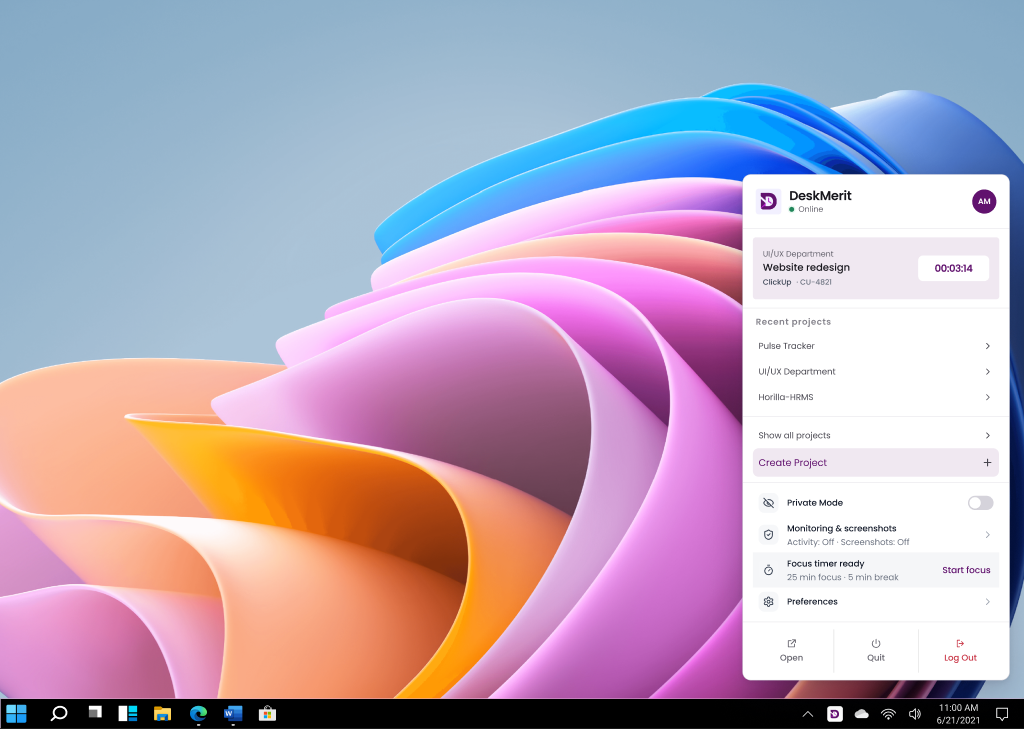 DeskMerit
Online
AM
UI/UX Department
Website redesign
ClickUp · CU-4821
00:03:14
Recent projects
Pulse Tracker
UI/UX Department
Horilla-HRMS
Show all projects
Create Project
Private Mode
Monitoring & screenshots
Activity: Off · Screenshots: Off
Focus timer ready
25 min focus · 5 min break
Start focus
Preferences
Open
Quit
Log Out
W
11:00 AM
6/21/2021